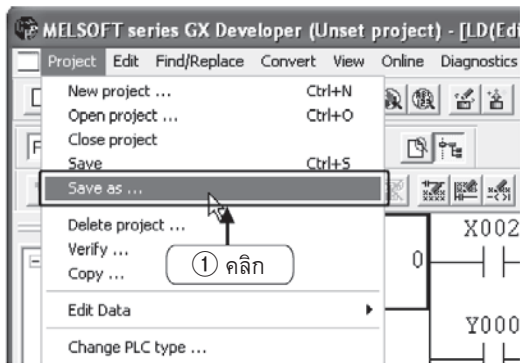 MELSOFT series GX Developer (Unset project) - [LD(Edi
Project Edit Find/Replace Convert View Online Diagnostics
New project ... Ctrl+N
Open project ... Ctrl+O
Close project
Save Ctrl+S
Save as ...
Delete project ...
Verify ...
Copy ...
① คลิก
Edit Data
Change PLC type ...
X002
0
Y000